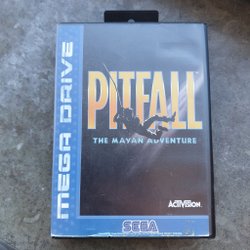 MEGA DRIVE
PITFALL
THE MAYAN ADVENTURE
ACTIVISION
SEGA